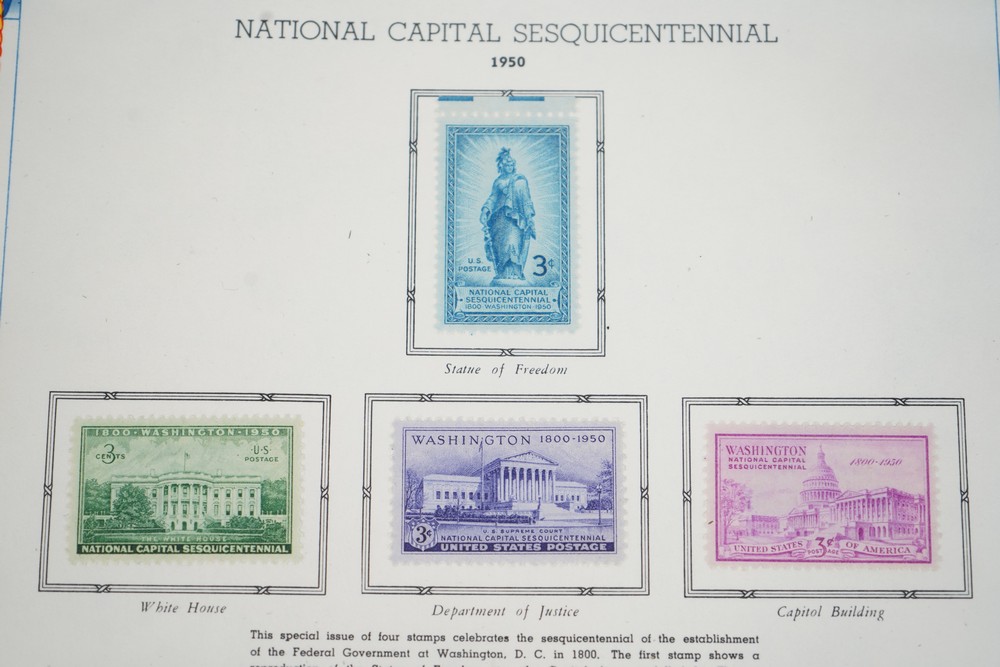 NATIONAL CAPITAL SESQUICENTENNIAL
1950
U.S.
POSTAGE
3¢
NATIONAL CAPITAL
SESQUICENTENNIAL
1800 WASHINGTON 1950
Statue of Freedom
1800·WASHINGTON·1950
3
CENTS
U·S·
POSTAGE
THE WHITE HOUSE
NATIONAL CAPITAL SESQUICENTENNIAL
White House
WASHINGTON 1800-1950
3¢
U.S. SUPREME COURT
NATIONAL CAPITAL SESQUICENTENNIAL
UNITED STATES POSTAGE
Department of Justice
WASHINGTON
NATIONAL CAPITAL
SESQUICENTENNIAL
1800-1950
UNITED STATES 3¢ OF AMERICA
POSTAGE
Capitol Building
This special issue of four stamps celebrates the sesquicentennial of the establishment
of the Federal Government at Washington, D. C. in 1800. The first stamp shows a